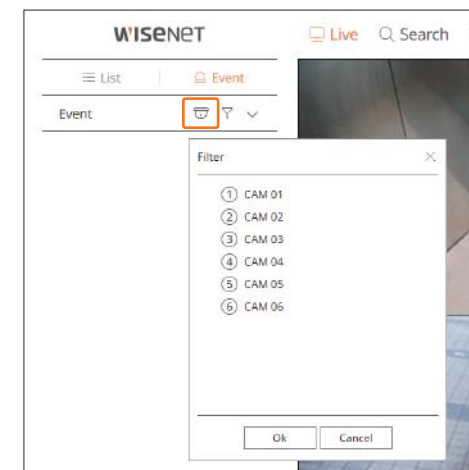 WISENET Live Search
List Event
Event
Filter
1 CAM 01
2 CAM 02
3 CAM 03
4 CAM 04
5 CAM 05
6 CAM 06
Ok Cancel